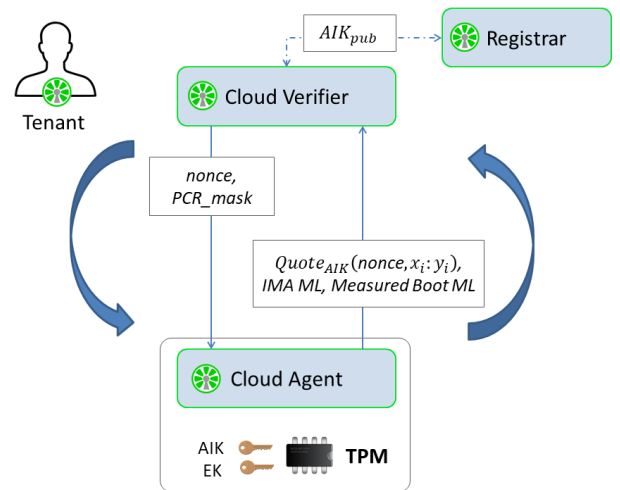 AIK_pub
Registrar
Cloud Verifier
Tenant
nonce,
PCR_mask
Quote_AIK(nonce, x_i: y_i),
IMA ML, Measured Boot ML
Cloud Agent
AIK
EK
TPM